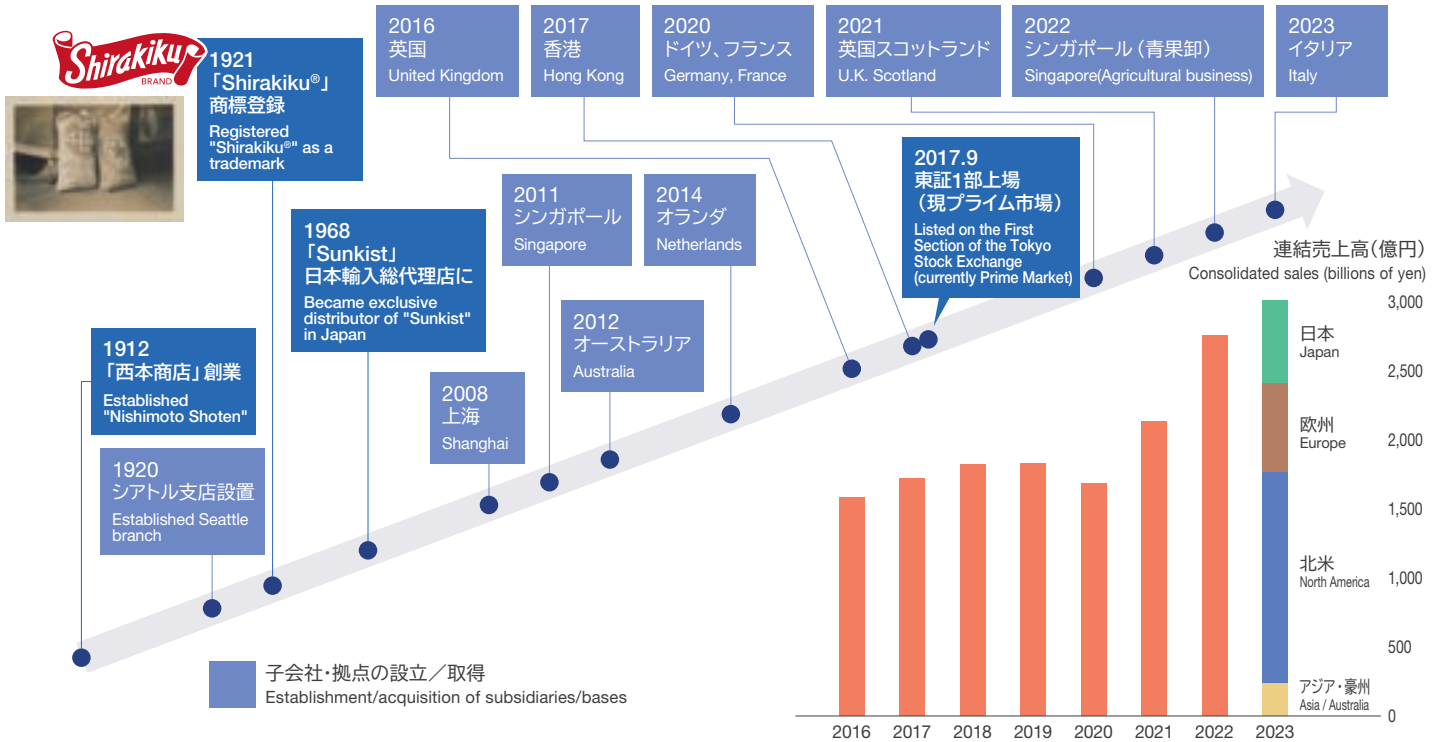 Shirakiku
BRAND
1921
「Shirakiku®」
商標登録
Registered
"Shirakiku®" as a
trademark
2016
英国
United Kingdom
2017
香港
Hong Kong
2020
ドイツ、フランス
Germany, France
2021
英国スコットランド
U.K. Scotland
2022
シンガポール（青果卸）
Singapore(Agricultural business)
2023
イタリア
Italy
1912
「西本商店」創業
Established
"Nishimoto Shoten"
1920
シアトル支店設置
Established Seattle
branch
1968
「Sunkist」
日本輸入総代理店に
Became exclusive
distributor of "Sunkist"
in Japan
2008
上海
Shanghai
2011
シンガポール
Singapore
2012
オーストラリア
Australia
2014
オランダ
Netherlands
2017.9
東証1部上場
（現プライム市場）
Listed on the First
Section of the Tokyo
Stock Exchange
(currently Prime Market)
子会社・拠点の設立／取得
Establishment/acquisition of subsidiaries/bases
連結売上高（億円）
Consolidated sales (billions of yen)
3,000
2,500
2,000
1,500
1,000
500
0
日本
Japan
欧州
Europe
北米
North America
アジア・豪州
Asia / Australia
2016
2017
2018
2019
2020
2021
2022
2023